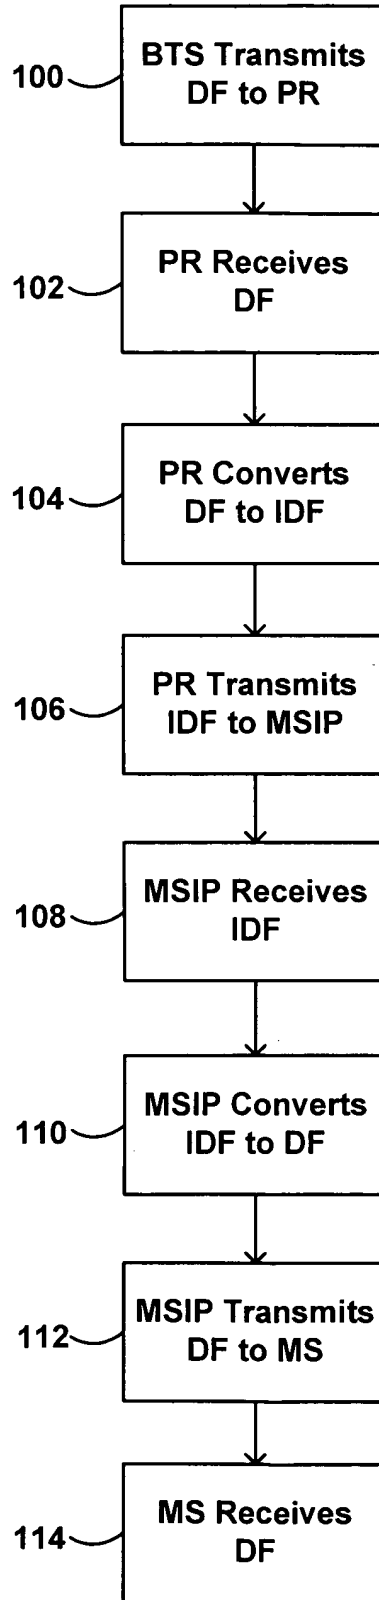 100
BTS Transmits
DF to PR
102
PR Receives
DF
104
PR Converts
DF to IDF
106
PR Transmits
IDF to MSIP
108
MSIP Receives
IDF
110
MSIP Converts
IDF to DF
112
MSIP Transmits
DF to MS
114
MS Receives
DF